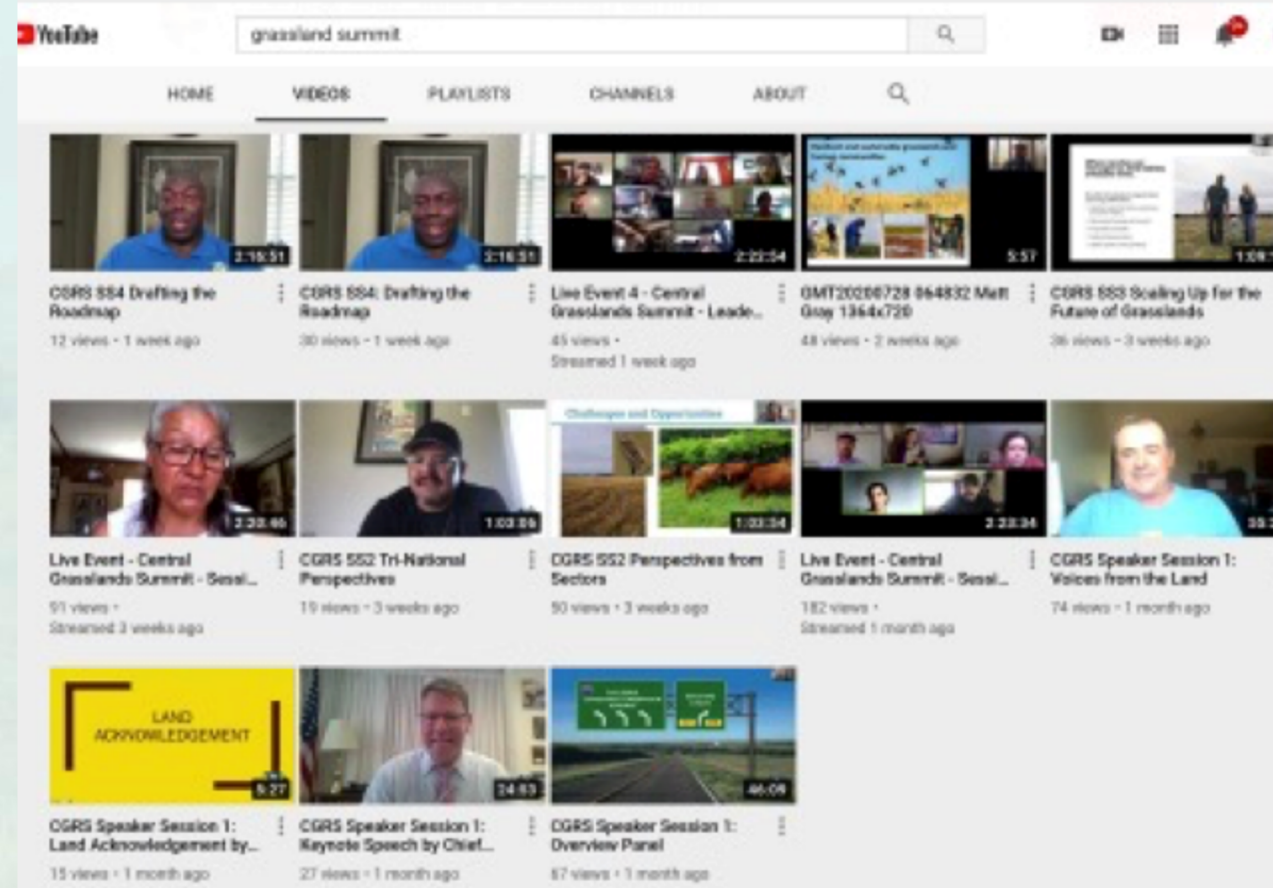 YouTube
grassland summit
HOME VIDEOS PLAYLISTS CHANNELS ABOUT
2:16:51
2:16:51
2:23:54
5:57
CGRS SS4 Drafting the
Roadmap
12 views • 1 week ago
CGRS SS4: Drafting the
Roadmap
30 views • 1 week ago
Live Event 4 - Central
Grasslands Summit - Leade...
45 views •
Streamed 1 week ago
GMT20200728 064832 Matt
Gray 1364x720
48 views • 2 weeks ago
CGRS SS3 Scaling Up for the
Future of Grasslands
36 views • 3 weeks ago
Challenges and Opportunities
2:20:46
1:03:06
1:03:54
2:23:34
Live Event - Central
Grasslands Summit - Sessi...
91 views •
Streamed 3 weeks ago
CGRS SS2 Tri-National
Perspectives
19 views • 3 weeks ago
CGRS SS2 Perspectives from
Sectors
50 views • 3 weeks ago
Live Event - Central
Grasslands Summit - Sessi...
182 views •
Streamed 1 month ago
CGRS Speaker Session 1:
Voices from the Land
74 views • 1 month ago
LAND
ACKNOWLEDGEMENT
5:27
24:53
46:09
CGRS Speaker Session 1:
Land Acknowledgement by...
15 views • 1 month ago
CGRS Speaker Session 1:
Keynote Speech by Chief...
27 views • 1 month ago
CGRS Speaker Session 1:
Overview Panel
67 views • 1 month ago